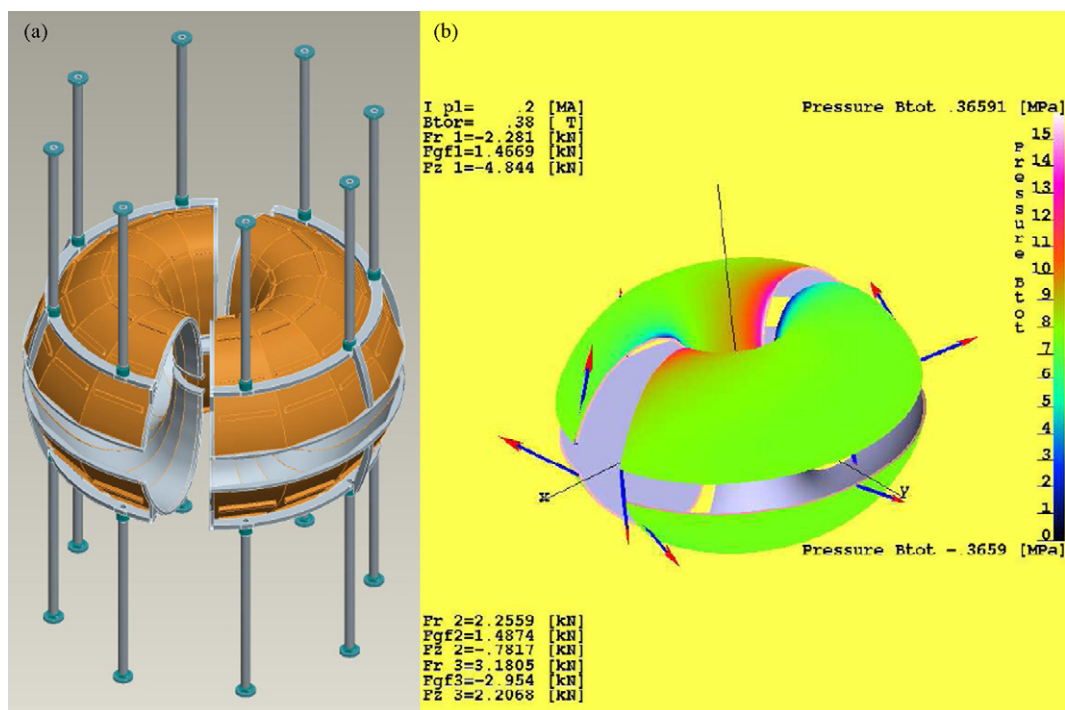 (a)
(b)
I pl= .2 [MA]
Btor= .38 [ T]
Fr 1=-2.281 [kN]
Fgf1=1.4669 [kN]
Fz 1=-4.844 [kN]
Pressure Btot .36591 [MPa]
Pressure Btot
15
14
13
12
11
10
9
8
7
6
5
4
3
2
1
0
x
y
Pressure Btot -.3659 [MPa]
Fr 2=2.2559 [kN]
Fgf2=1.4874 [kN]
Fz 2=-.7817 [kN]
Fr 3=3.1805 [kN]
Fgf3=-2.954 [kN]
Fz 3=2.2068 [kN]